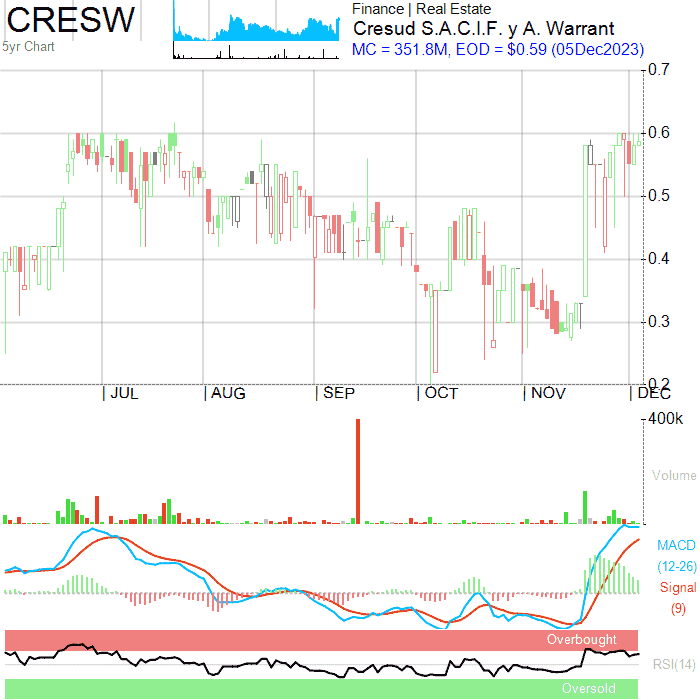 CRESW
5yr Chart
Finance | Real Estate
Cresud S.A.C.I.F. y A. Warrant
MC = 351.8M, EOD = $0.59 (05Dec2023)
0.7
0.6
0.5
0.4
0.3
0.2
| JUL | AUG | SEP | OCT | NOV | DEC
400k
Volume
MACD
(12-26)
Signal
(9)
Overbought
RSI(14)
Oversold